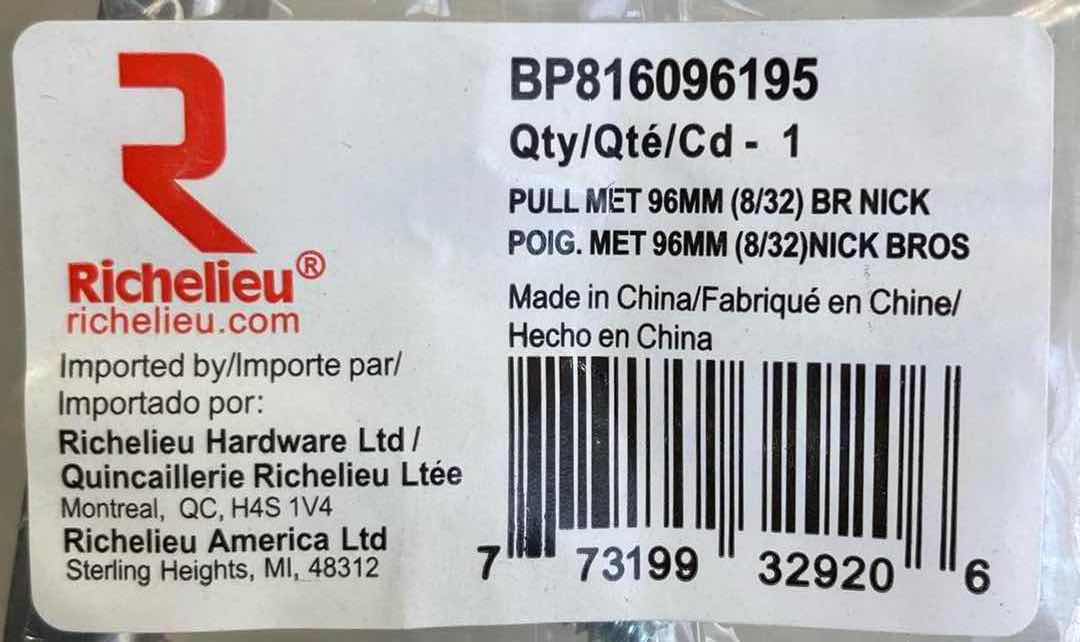 Richelieu®
richelieu.com
Imported by/Importe par/
Importado por:
Richelieu Hardware Ltd /
Quincaillerie Richelieu Ltée
Montreal, QC, H4S 1V4
Richelieu America Ltd
Sterling Heights, MI, 48312
BP816096195
Qty/Qté/Cd - 1
PULL MET 96MM (8/32) BR NICK
POIG. MET 96MM (8/32)NICK BROS
Made in China/Fabriqué en Chine/
Hecho en China
7 73199 32920 6